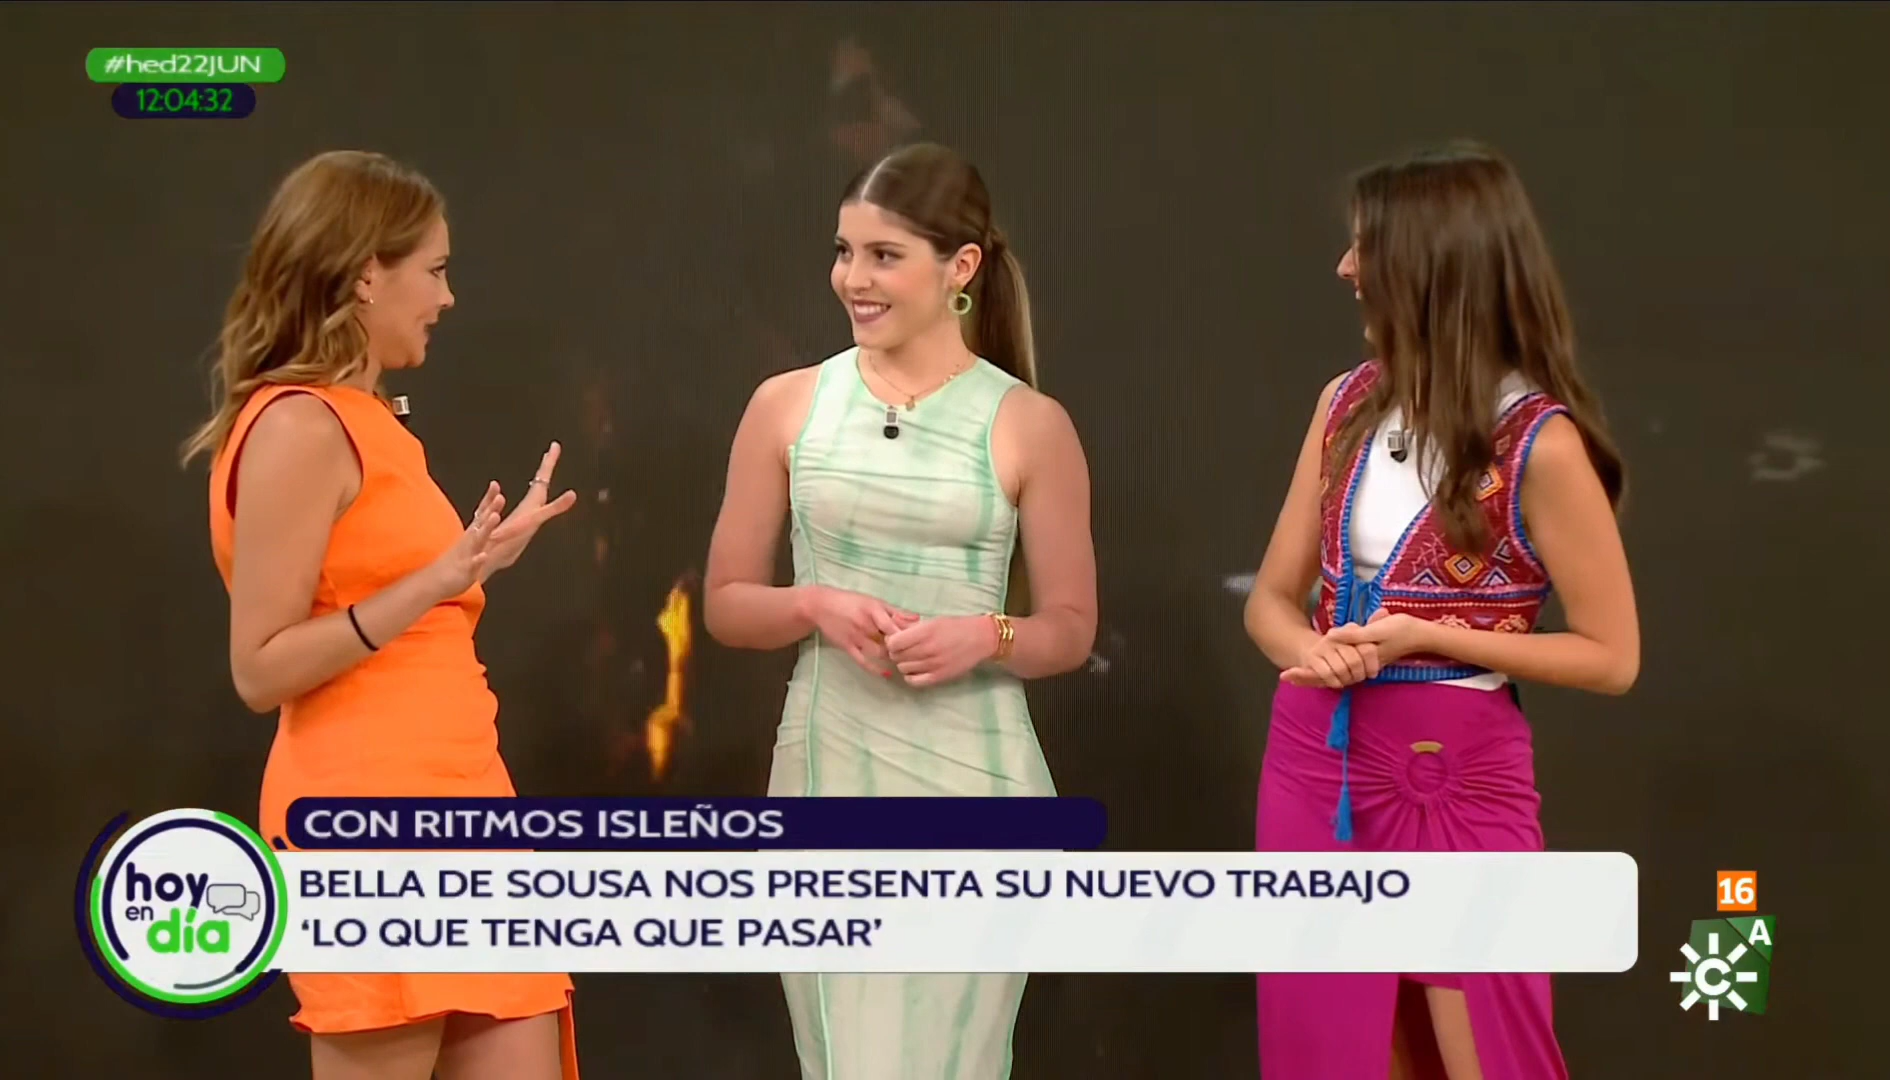 #hed22JUN
12:04:32
CON RITMOS ISLEÑOS
BELLA DE SOUSA NOS PRESENTA SU NUEVO TRABAJO
‘LO QUE TENGA QUE PASAR’
hoy
en
día
16
A
C